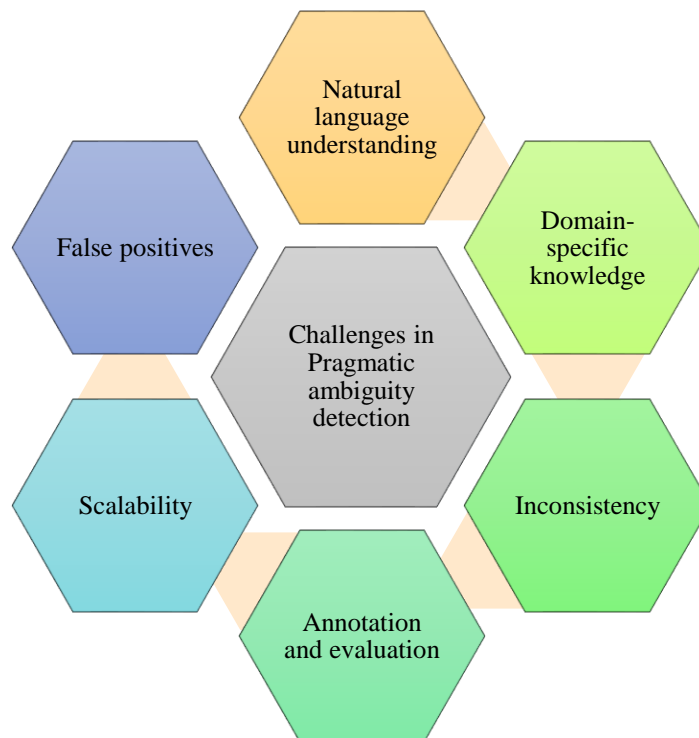 Natural
language
understanding
Domain-
specific
knowledge
False positives
Challenges in
Pragmatic
ambiguity
detection
Scalability
Inconsistency
Annotation
and evaluation